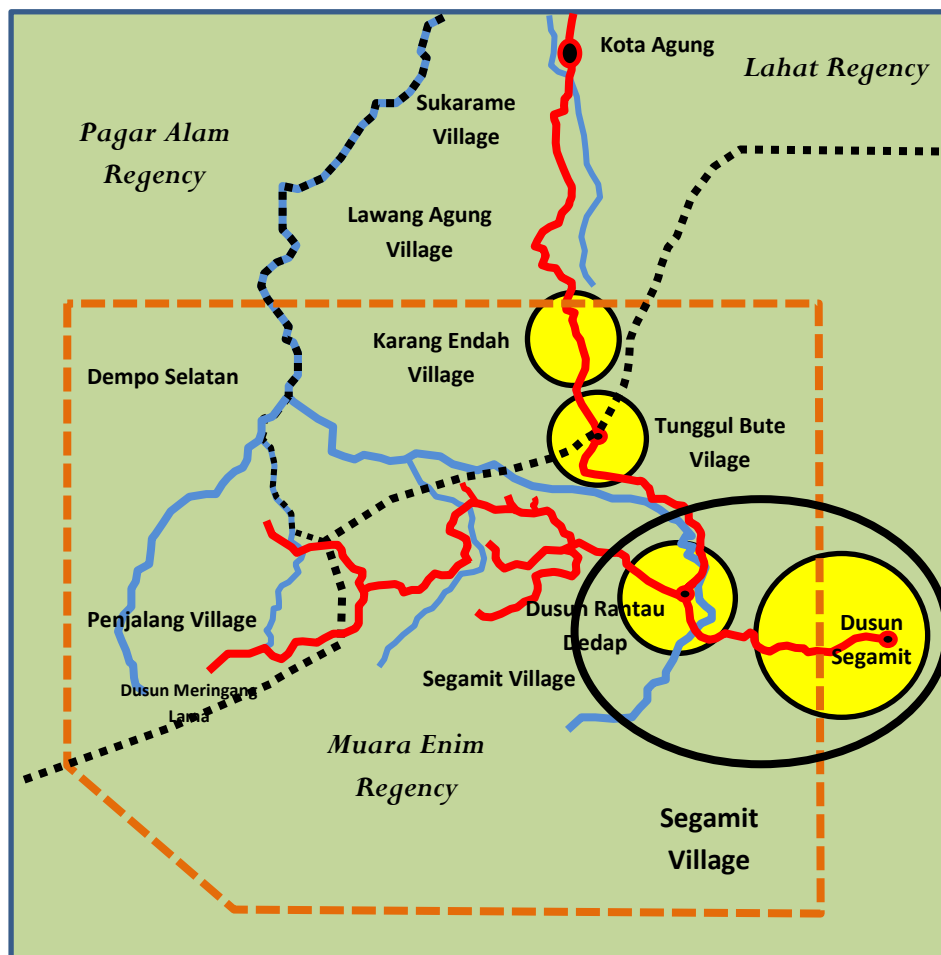 Kota Agung
Lahat Regency
Sukarame
Village
Pagar Alam
Regency
Lawang Agung
Village
Karang Endah
Village
Dempo Selatan
Tunggul Bute
Vilage
Penjalang Village
Dusun Rantau
Dedap
Dusun
Segamit
Segamit Village
Dusun Meringang
Lama
Muara Enim
Regency
Segamit
Village